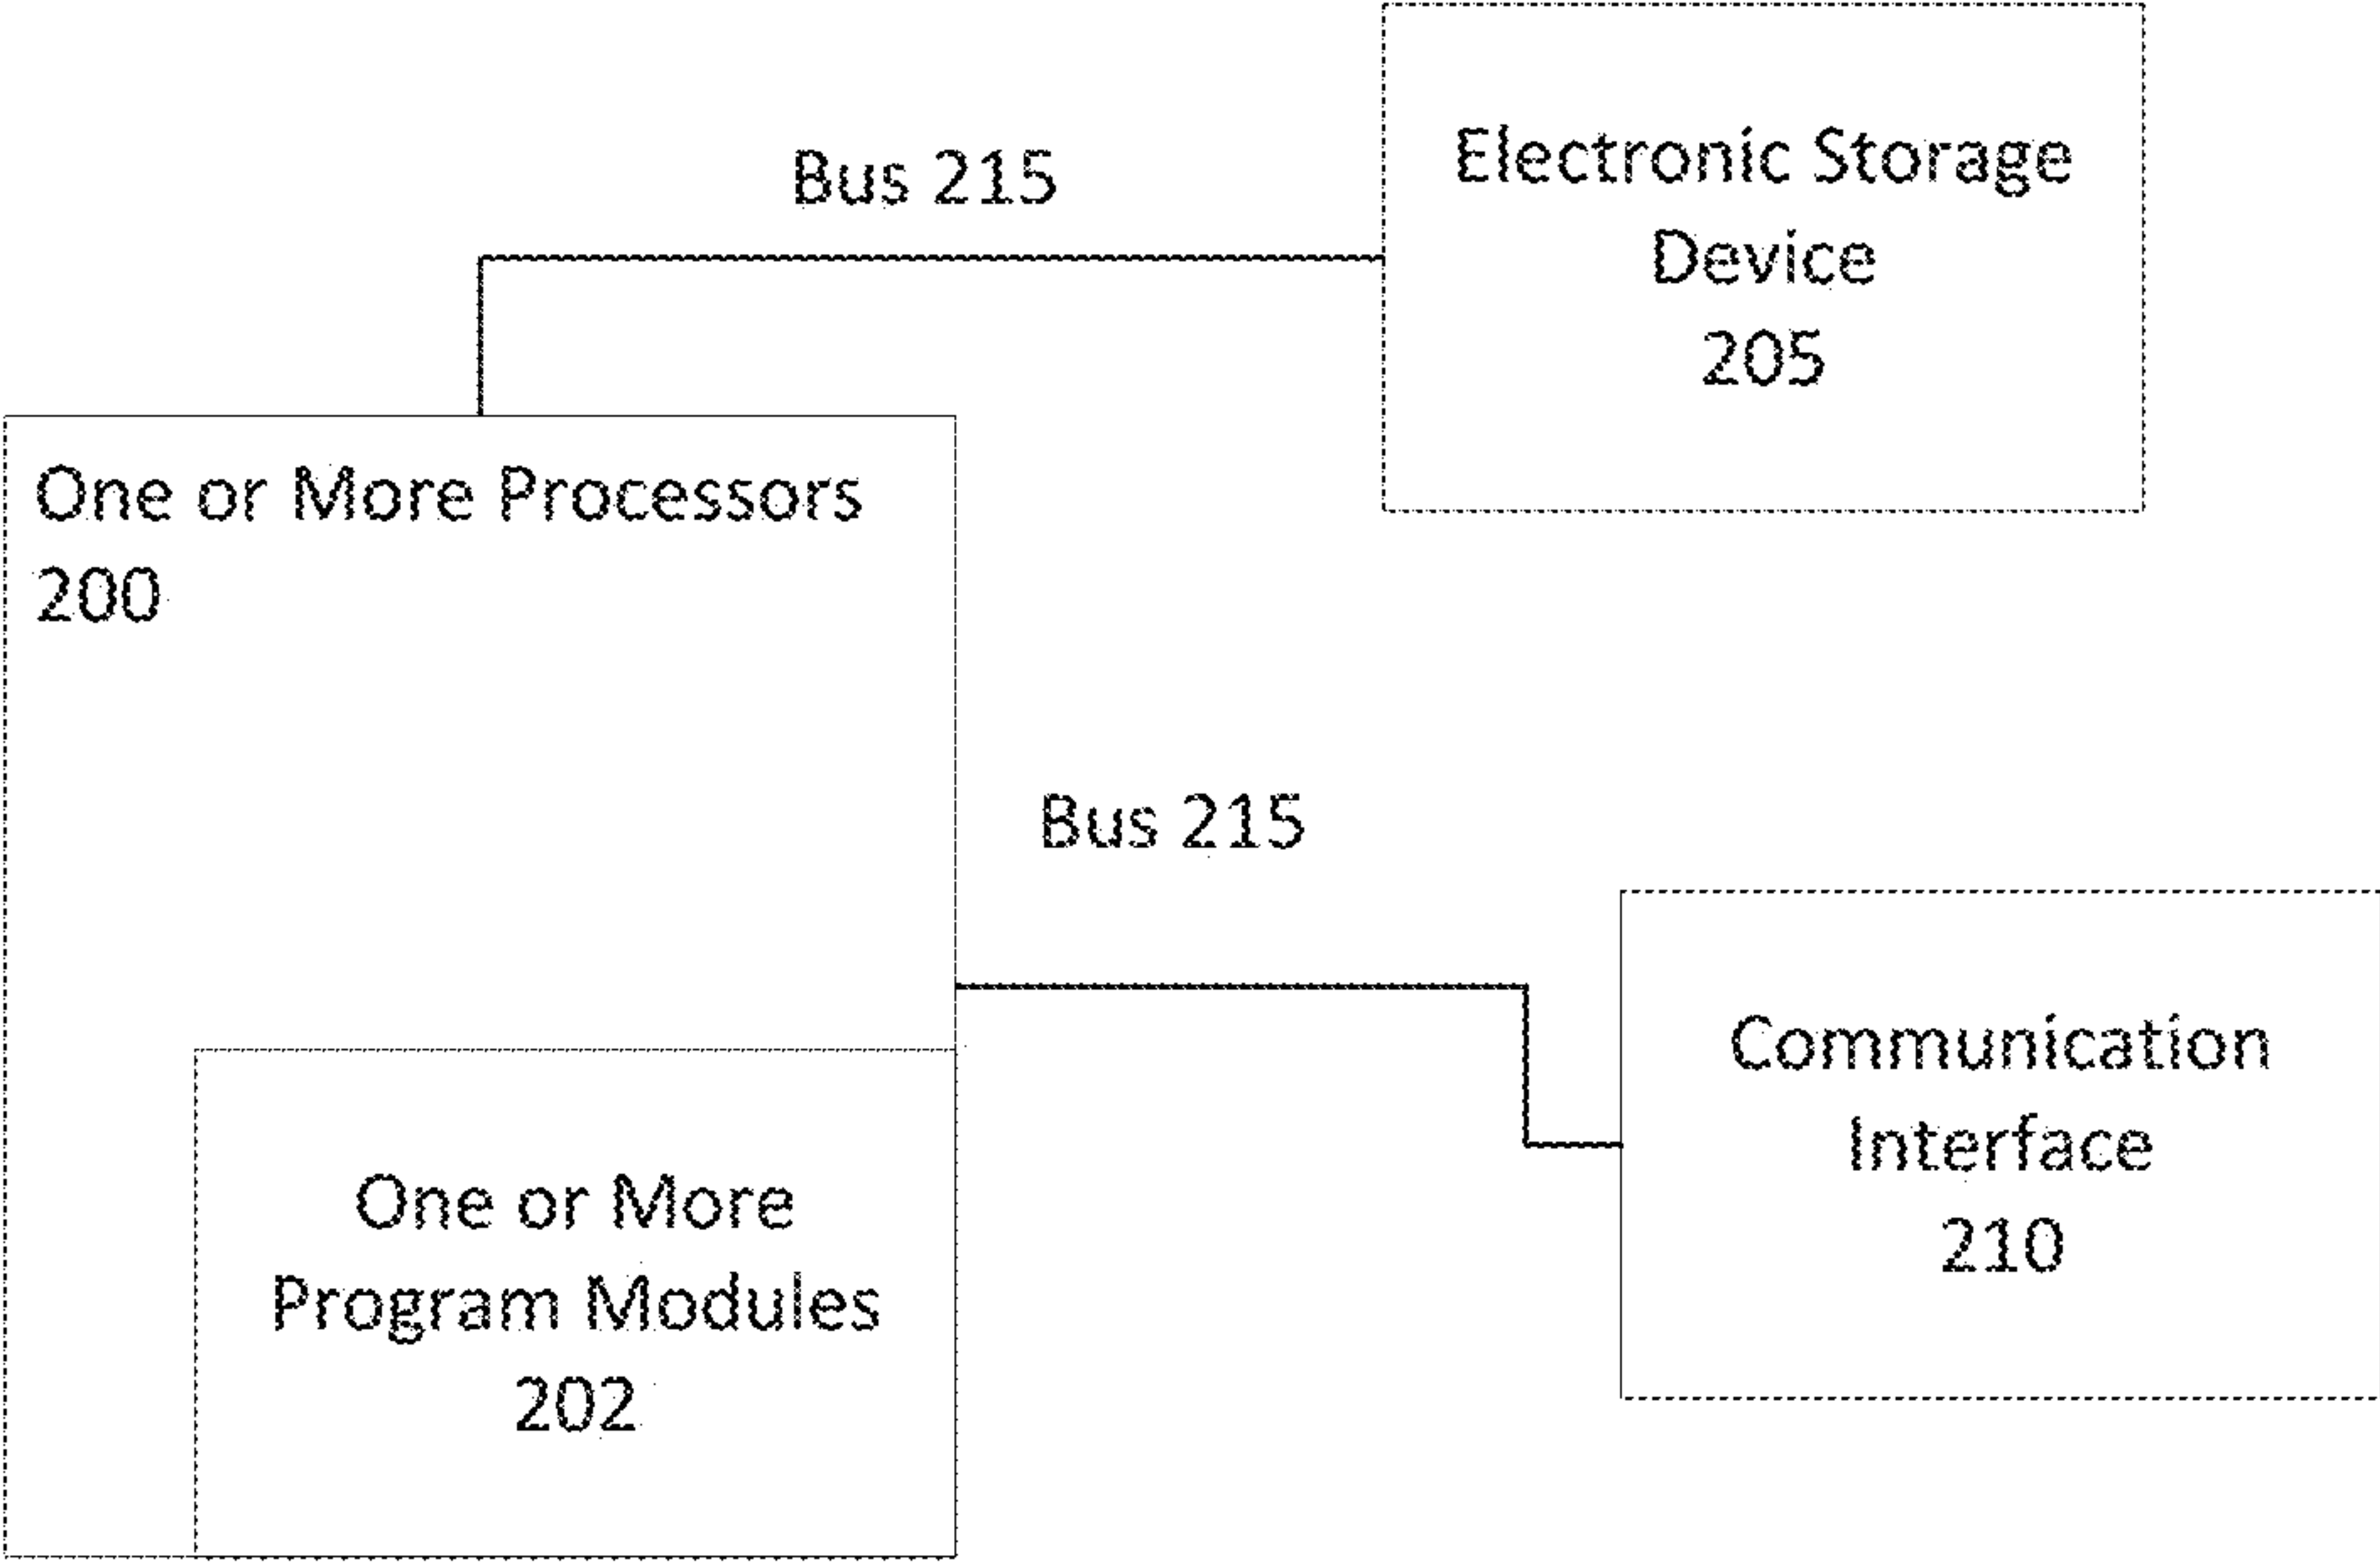 Bus 215
Electronic Storage
Device
205
One or More Processors
200
Bus 215
Communication
Interface
210
One or More
Program Modules
202